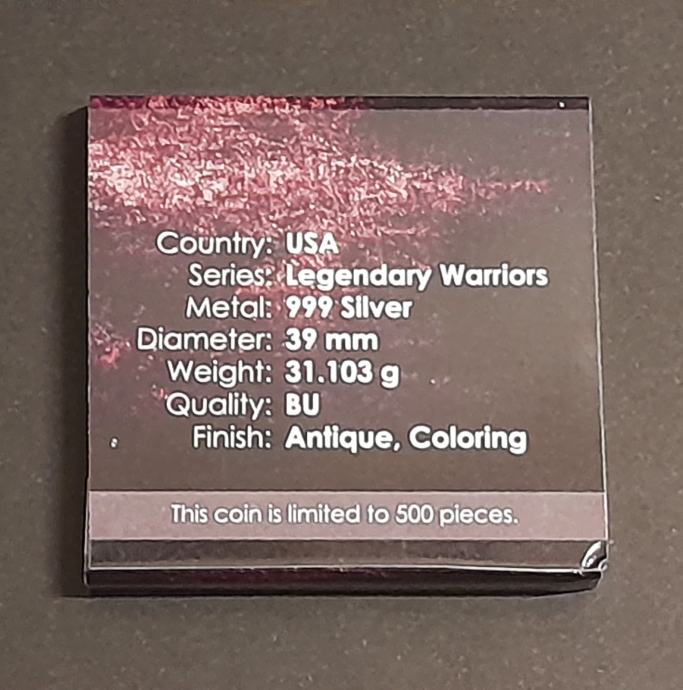 Country: USA
Series: Legendary Warriors
Metal: 999 Silver
Diameter: 39 mm
Weight: 31.103 g
Quality: BU
Finish: Antique, Coloring
This coin is limited to 500 pieces.